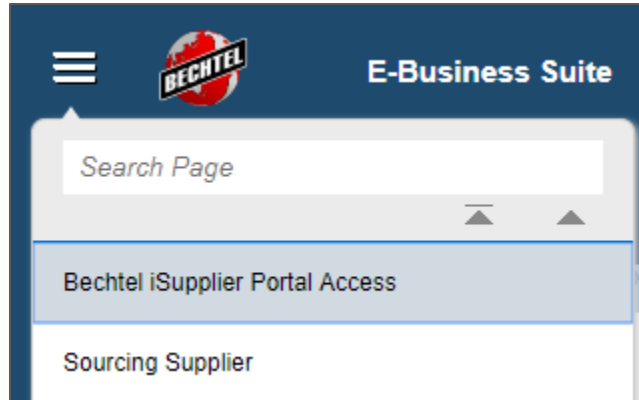 BECHTEL
E-Business Suite
Search Page
Bechtel iSupplier Portal Access
Sourcing Supplier